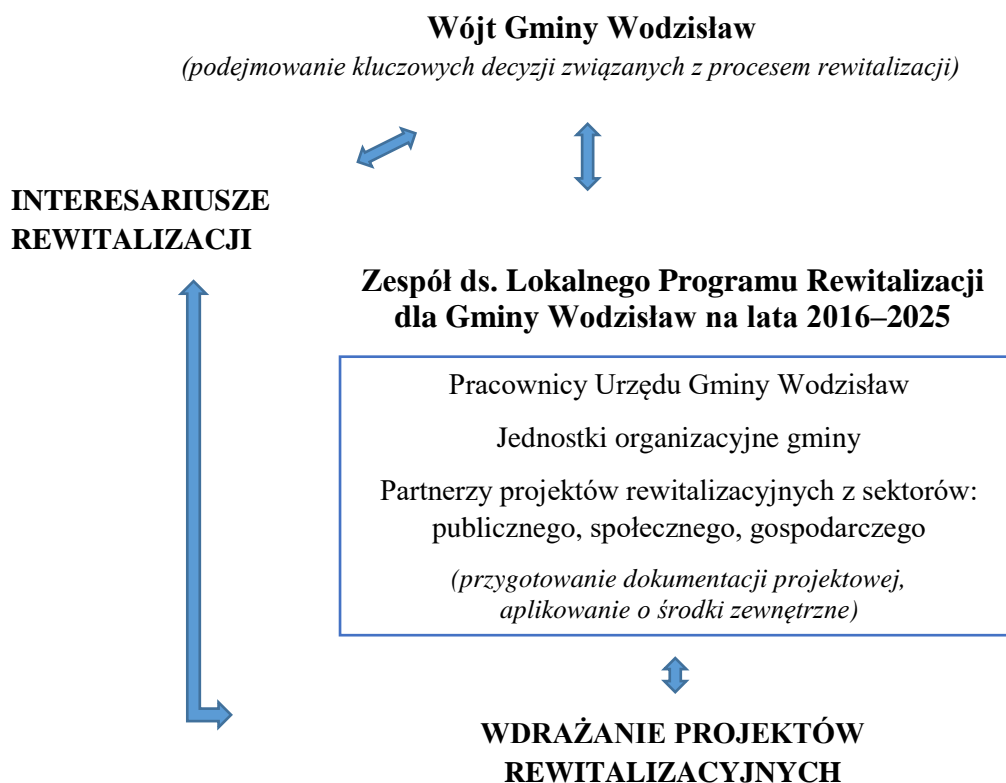 Wójt Gminy Wodzisław
(podejmowanie kluczowych decyzji związanych z procesem rewitalizacji)
INTERESARIUSZE
REWITALIZACJI
Zespół ds. Lokalnego Programu Rewitalizacji
dla Gminy Wodzisław na lata 2016–2025
Pracownicy Urzędu Gminy Wodzisław
Jednostki organizacyjne gminy
Partnerzy projektów rewitalizacyjnych z sektorów:
publicznego, społecznego, gospodarczego
(przygotowanie dokumentacji projektowej,
aplikowanie o środki zewnętrzne)
WDRAŻANIE PROJEKTÓW
REWITALIZACYJNYCH